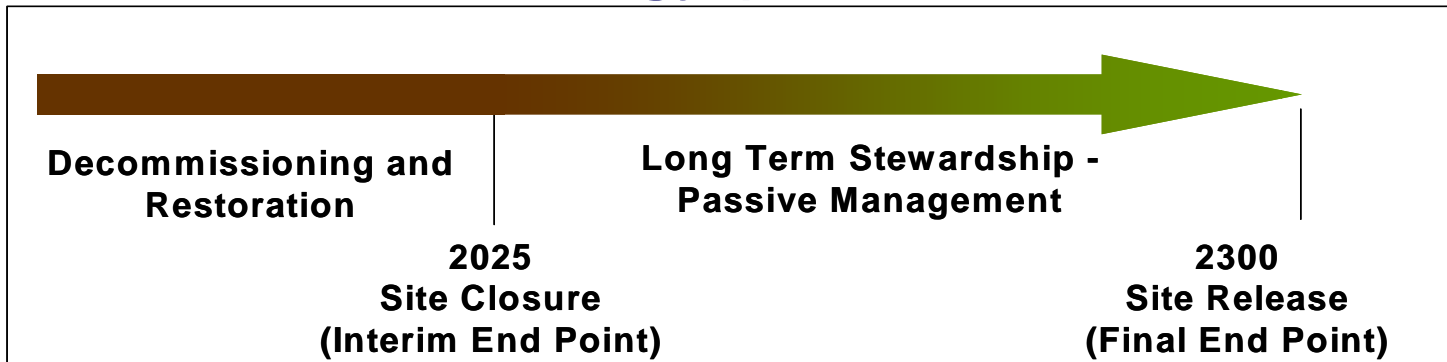 Decommissioning and
Restoration
Long Term Stewardship -
Passive Management
2025
Site Closure
(Interim End Point)
2300
Site Release
(Final End Point)